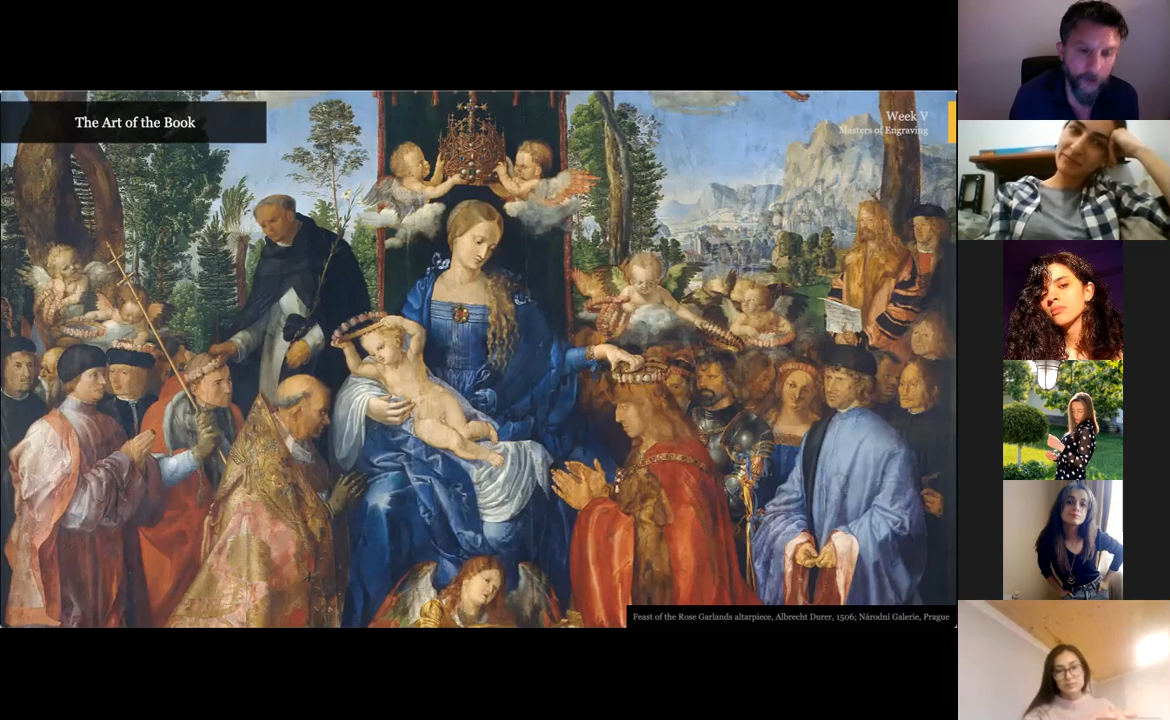 The Art of the Book
Week V
Masters of Engraving
Feast of the Rose Garlands altarpiece, Albrecht Durer, 1506; Národní Galerie, Prague